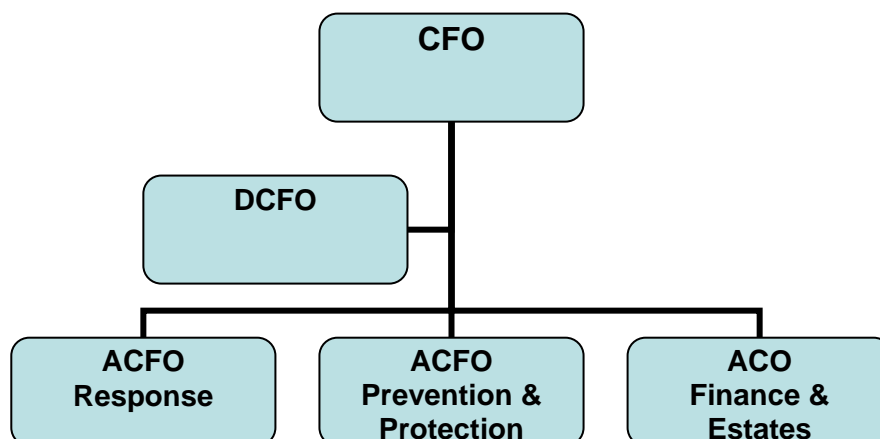 CFO
DCFO
ACFO
Response
ACFO
Prevention &
Protection
ACO
Finance &
Estates